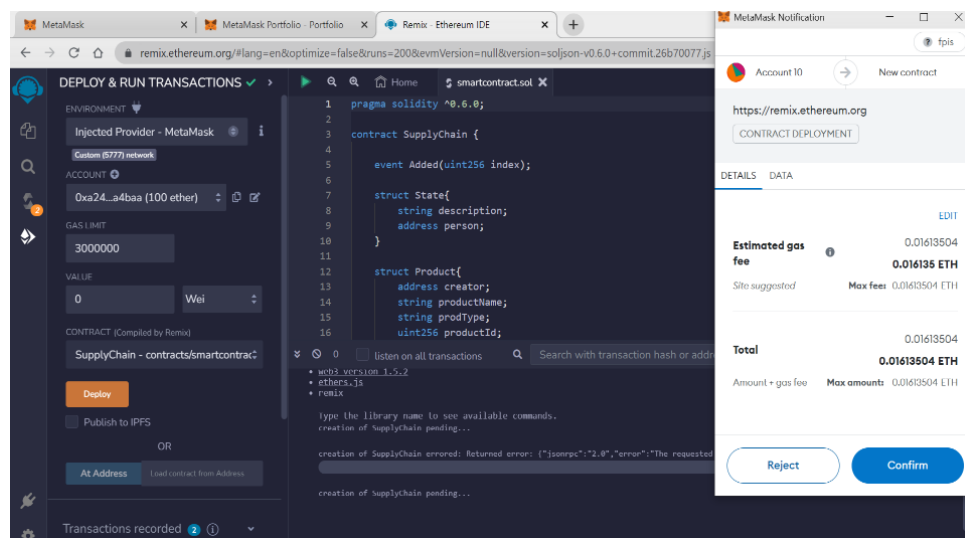 MetaMask
MetaMask Portfolio - Portfolio
Remix - Ethereum IDE
remix.ethereum.org/#lang=en&optimize=false&runs=200&evmVersion=null&version=soljson-v0.6.0+commit.26b70077.js
DEPLOY & RUN TRANSACTIONS
ENVIRONMENT
Injected Provider - MetaMask
Custom (5777) network
ACCOUNT
0xa24...a4baa (100 ether)
GAS LIMIT
3000000
VALUE
0
Wei
CONTRACT (Compiled by Remix)
SupplyChain - contracts/smartcontrac
Deploy
Publish to IPFS
OR
At Address
Load contract from Address
Transactions recorded 2
2
Home
smartcontract.sol
1 pragma solidity ^0.6.0;
2
3 contract SupplyChain {
4
5 event Added(uint256 index);
6
7 struct State{
8 string description;
9 address person;
10 }
11
12 struct Product{
13 address creator;
14 string productName;
15 string prodType;
16 uint256 productId;
0
listen on all transactions
Search with transaction hash or addre
web3 version 1.5.2
ethers.js
remix
Type the library name to see available commands.
creation of SupplyChain pending...
creation of SupplyChain errored: Returned error: {"jsonrpc":"2.0","error":"The requested
creation of SupplyChain pending...
MetaMask Notification
fpis
Account 10
New contract
https://remix.ethereum.org
CONTRACT DEPLOYMENT
DETAILS
DATA
EDIT
Estimated gas fee
0.01613504
0.016135 ETH
Site suggested
Max fee: 0.01613504 ETH
Total
0.01613504
0.01613504 ETH
Amount + gas fee
Max amount: 0.01613504 ETH
Reject
Confirm